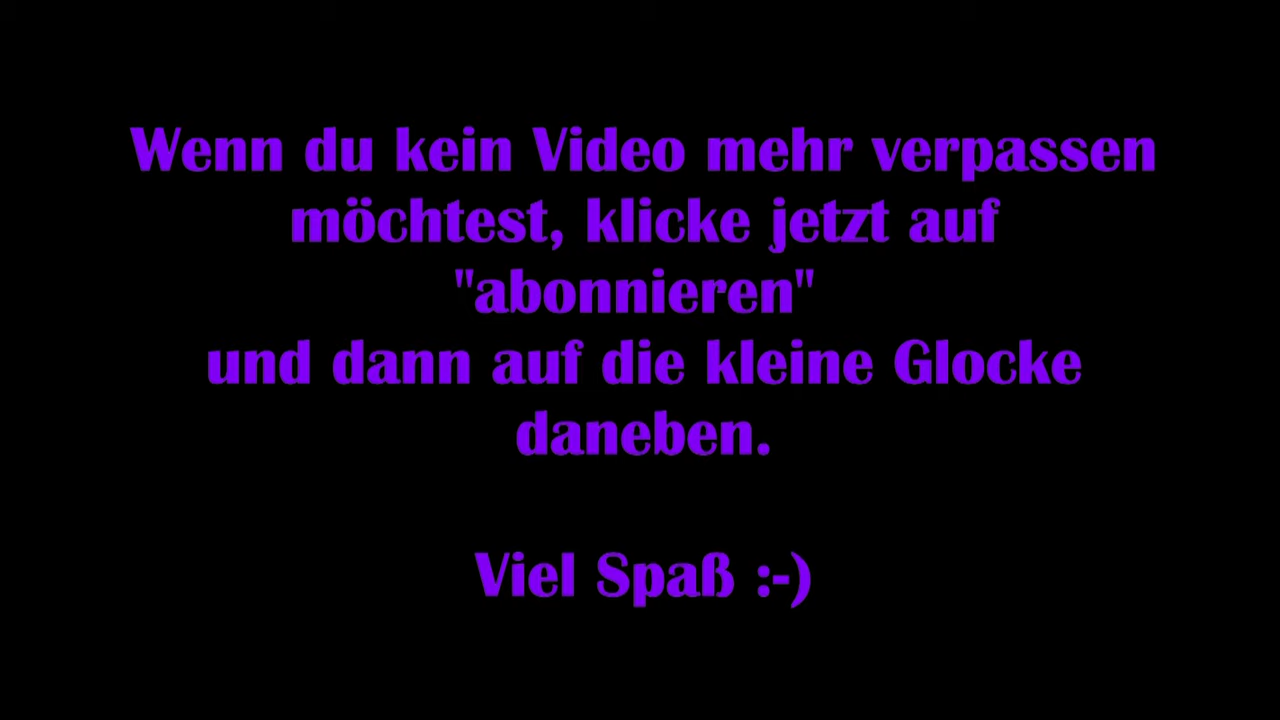 Wenn du kein Video mehr verpassen
möchtest, klicke jetzt auf
"abonnieren"
und dann auf die kleine Glocke
daneben.
Viel Spaß :-)